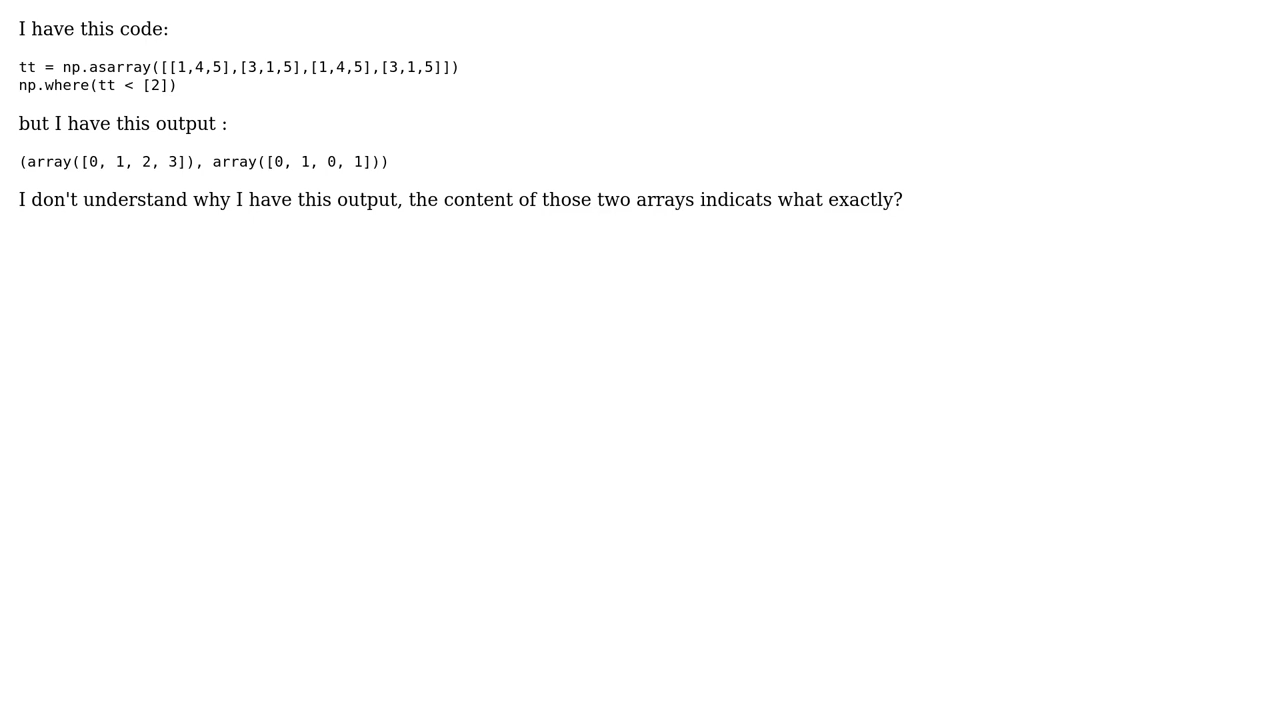 I have this code:
tt = np.asarray([[1,4,5],[3,1,5],[1,4,5],[3,1,5]])
np.where(tt < [2])
but I have this output :
(array([0, 1, 2, 3]), array([0, 1, 0, 1]))
I don't understand why I have this output, the content of those two arrays indicats what exactly?